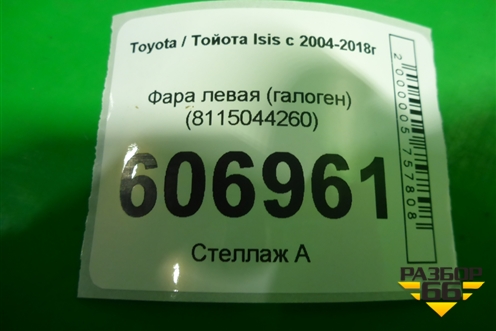 Toyota / Тойота Isis с 2004-2018г
Фара левая (галоген)
(8115044260)
606961
Стеллаж А
2000005757808
РАЗБОР
66